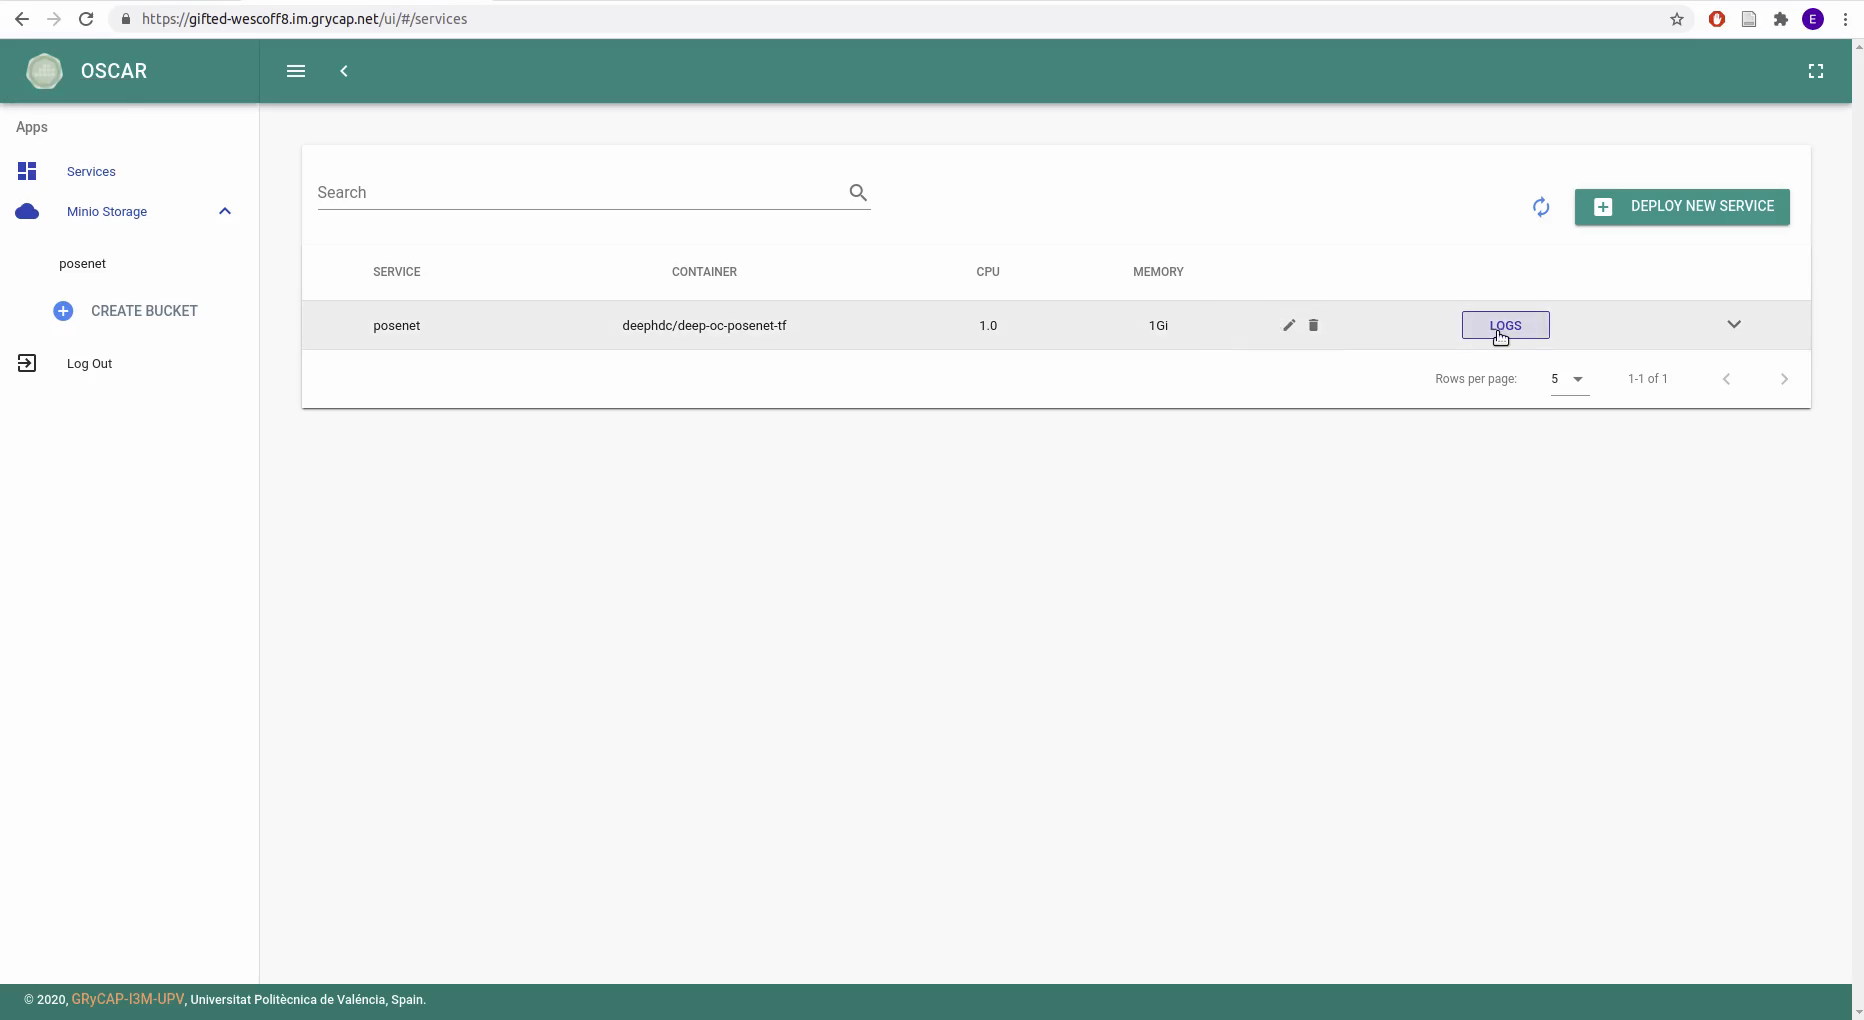 https://gifted-wescoff8.im.grycap.net/ui/#/services
E
OSCAR
Apps
Services
Minio Storage
posenet
CREATE BUCKET
Log Out
Search
DEPLOY NEW SERVICE
SERVICE CONTAINER CPU MEMORY
posenet deephdc/deep-oc-posenet-tf 1.0 1Gi LOGS
Rows per page: 5 1-1 of 1
© 2020, GRyCAP-I3M-UPV, Universitat Politècnica de Valéncia, Spain.